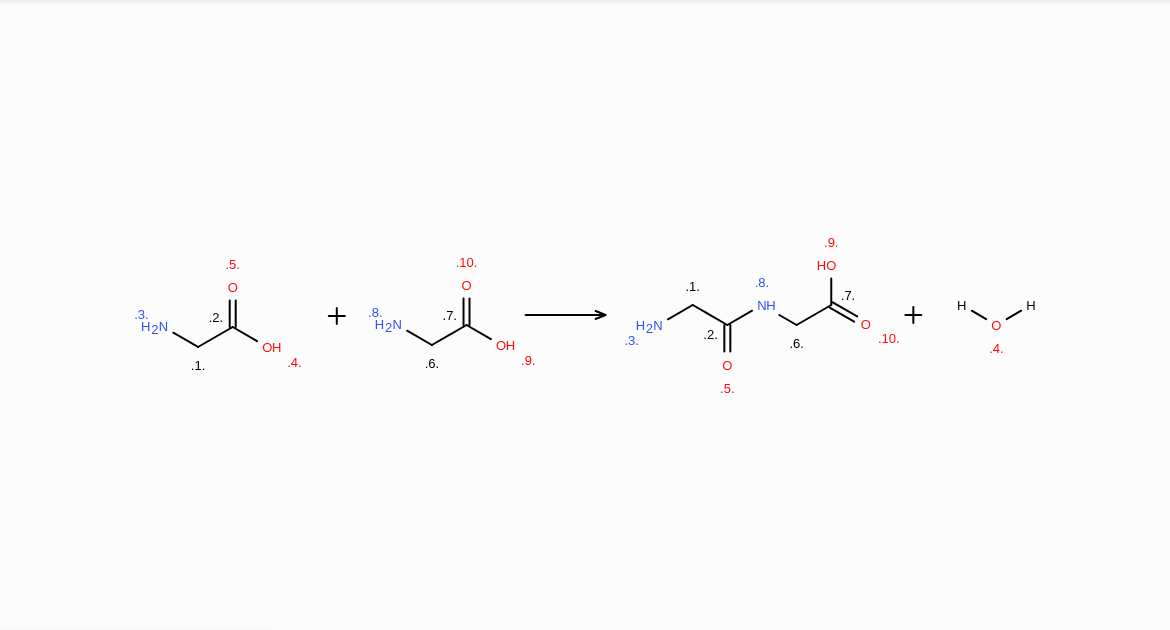 .5.
O
.3.
H2N
.2.
.1.
OH
.4.
+
.10.
O
.8.
H2N
.7.
.6.
OH
.9.
.9.
HO
.1.
.8.
NH
.7.
H2N
.3.
.2.
.6.
O
.10.
O
.5.
+
H
H
O
.4.